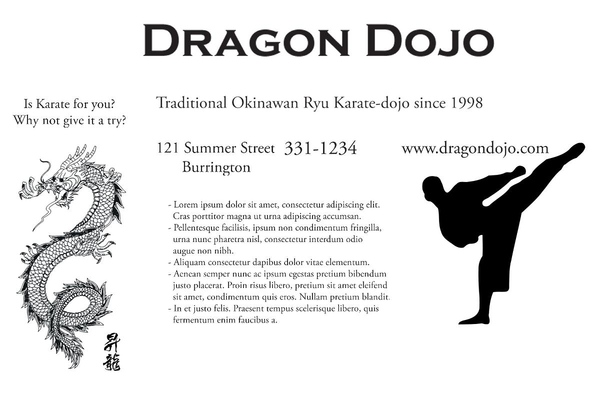 DRAGON DOJO
Is Karate for you?
Why not give it a try?
Traditional Okinawan Ryu Karate-dojo since 1998
121 Summer Street 331-1234 www.dragondojo.com
Burrington
- Lorem ipsum dolor sit amet, consectetur adipiscing elit.
Cras porttitor magna ut urna adipiscing accumsan.
- Pellentesque facilisis, ipsum non condimentum fringilla,
urna nunc pharetra nisl, consectetur interdum odio
augue non nibh.
- Aliquam consectetur dapibus dolor vitae elementum.
- Aenean semper nunc ac ipsum egestas pretium bibendum
justo placerat. Proin risus libero, pretium sit amet eleifend
sit amet, condimentum quis eros. Nullam pretium blandit.
- In et justo felis. Praesent tempus scelerisque libero, quis
fermentum enim faucibus a.
昇
龍